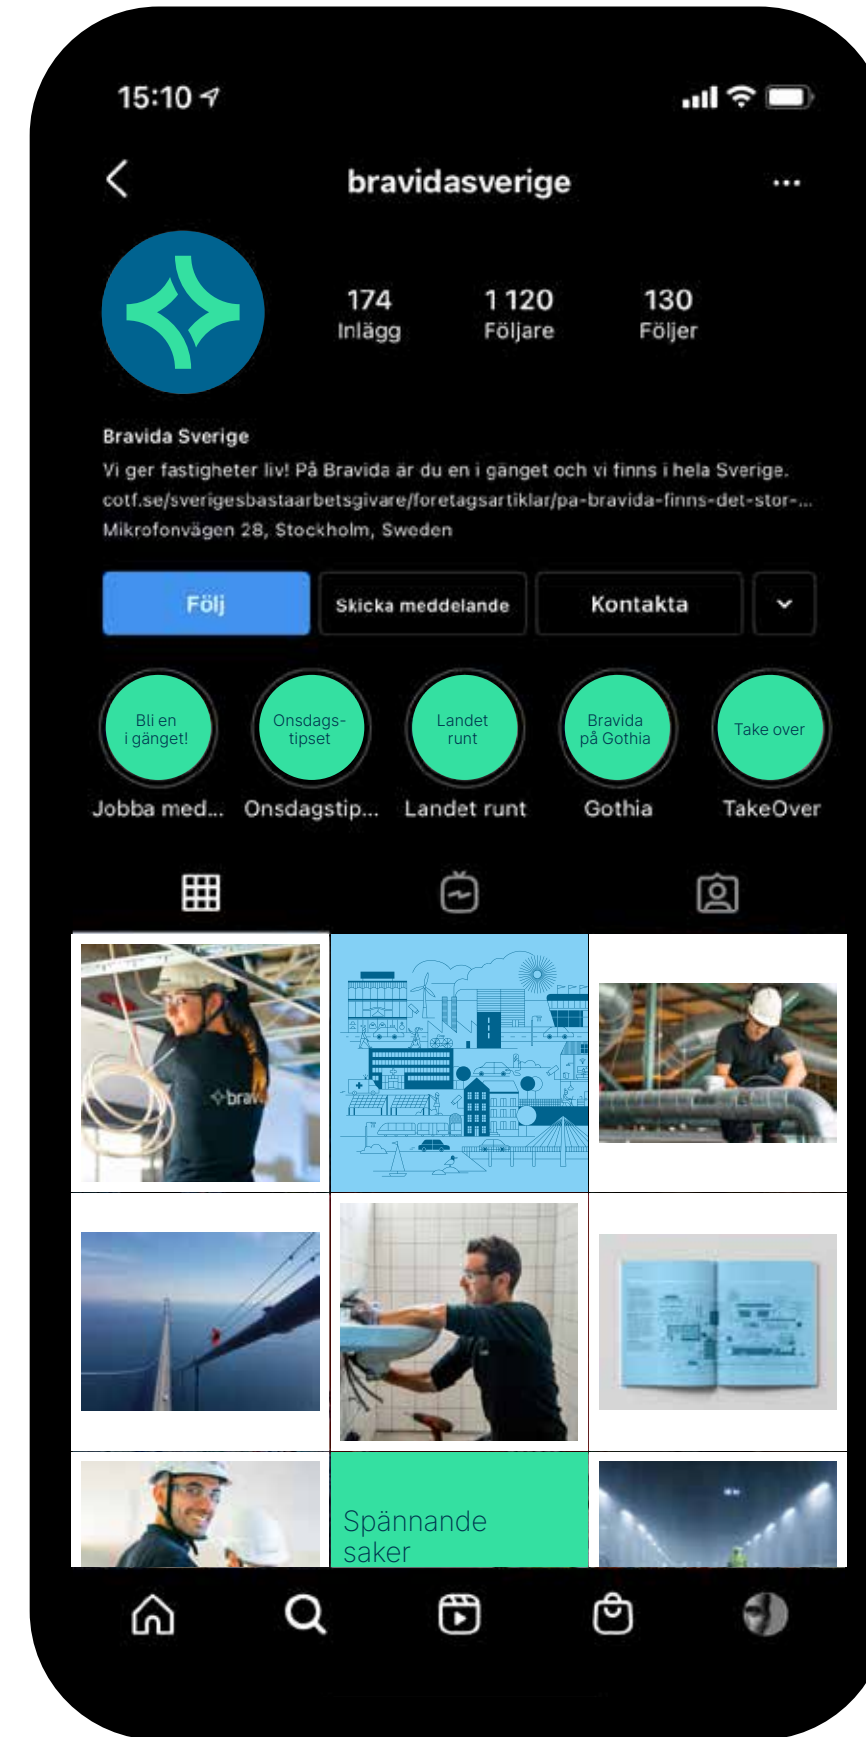 15:10
bravidasverige
174
Inlägg
1 120
Följare
130
Följer
Bravida Sverige
Vi ger fastigheter liv! På Bravida är du en i gänget och vi finns i hela Sverige.
cotf.se/sverigesbastaarbetsgivare/foretagsartiklar/pa-bravida-finns-det-stor-...
Mikrofonvägen 28, Stockholm, Sweden
Följ
Skicka meddelande
Kontakta
Bli en
i gänget!
Onsdags-
tipset
Landet
runt
Bravida
på Gothia
Take over
Jobba med...
Onsdagstip...
Landet runt
Gothia
TakeOver
brav
Spännande
saker